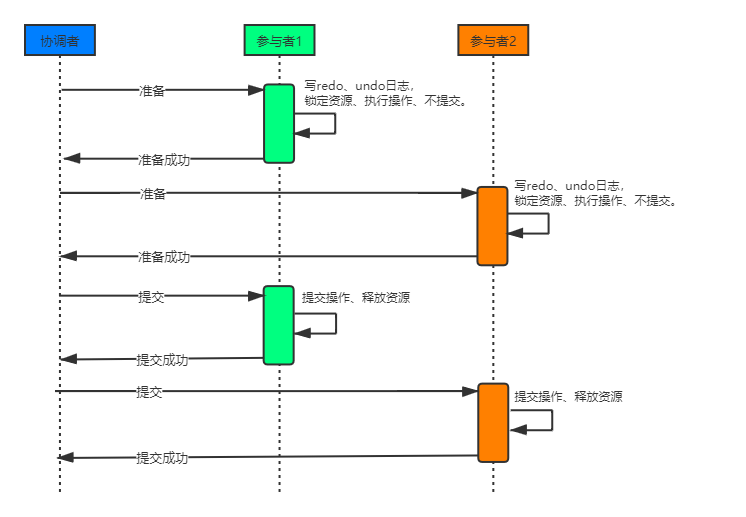 协调者
参与者1
参与者2
准备
写redo、undo日志，
锁定资源、执行操作、不提交。
准备成功
准备
写redo、undo日志，
锁定资源、执行操作、不提交。
准备成功
提交
提交操作、释放资源
提交成功
提交
提交操作、释放资源
提交成功